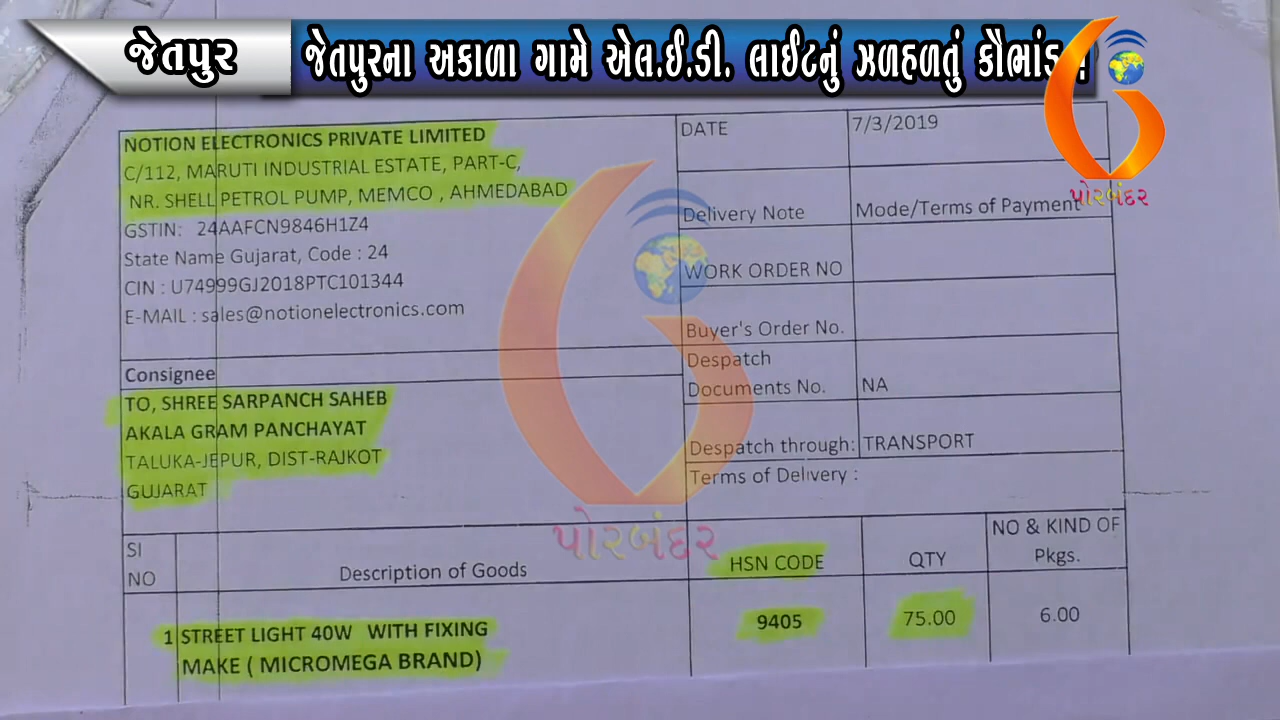 જેતપુર
જેતપુરના અકાળા ગામે એલ.ઈ.ડી. લાઈટનું ઝળહળતું કૌભાંડ !
પોરબંદર
NOTION ELECTRONICS PRIVATE LIMITED
C/112, MARUTI INDUSTRIAL ESTATE, PART-C,
NR. SHELL PETROL PUMP, MEMCO , AHMEDABAD
GSTIN: 24AAFCN9846H1Z4
State Name Gujarat, Code : 24
CIN : U74999GJ2018PTC101344
E-MAIL : sales@notionelectronics.com
DATE 7/3/2019
Delivery Note Mode/Terms of Payment
WORK ORDER NO
Buyer's Order No.
Despatch
Documents No. NA
Despatch through: TRANSPORT
Terms of Delivery :
Consignee
TO, SHREE SARPANCH SAHEB
AKALA GRAM PANCHAYAT
TALUKA-JEPUR, DIST-RAJKOT
GUJARAT
પોરબંદર
SI
NO
Description of Goods
HSN CODE
QTY
NO & KIND OF
Pkgs.
1 STREET LIGHT 40W WITH FIXING
MAKE ( MICROMEGA BRAND)
9405
75.00
6.00